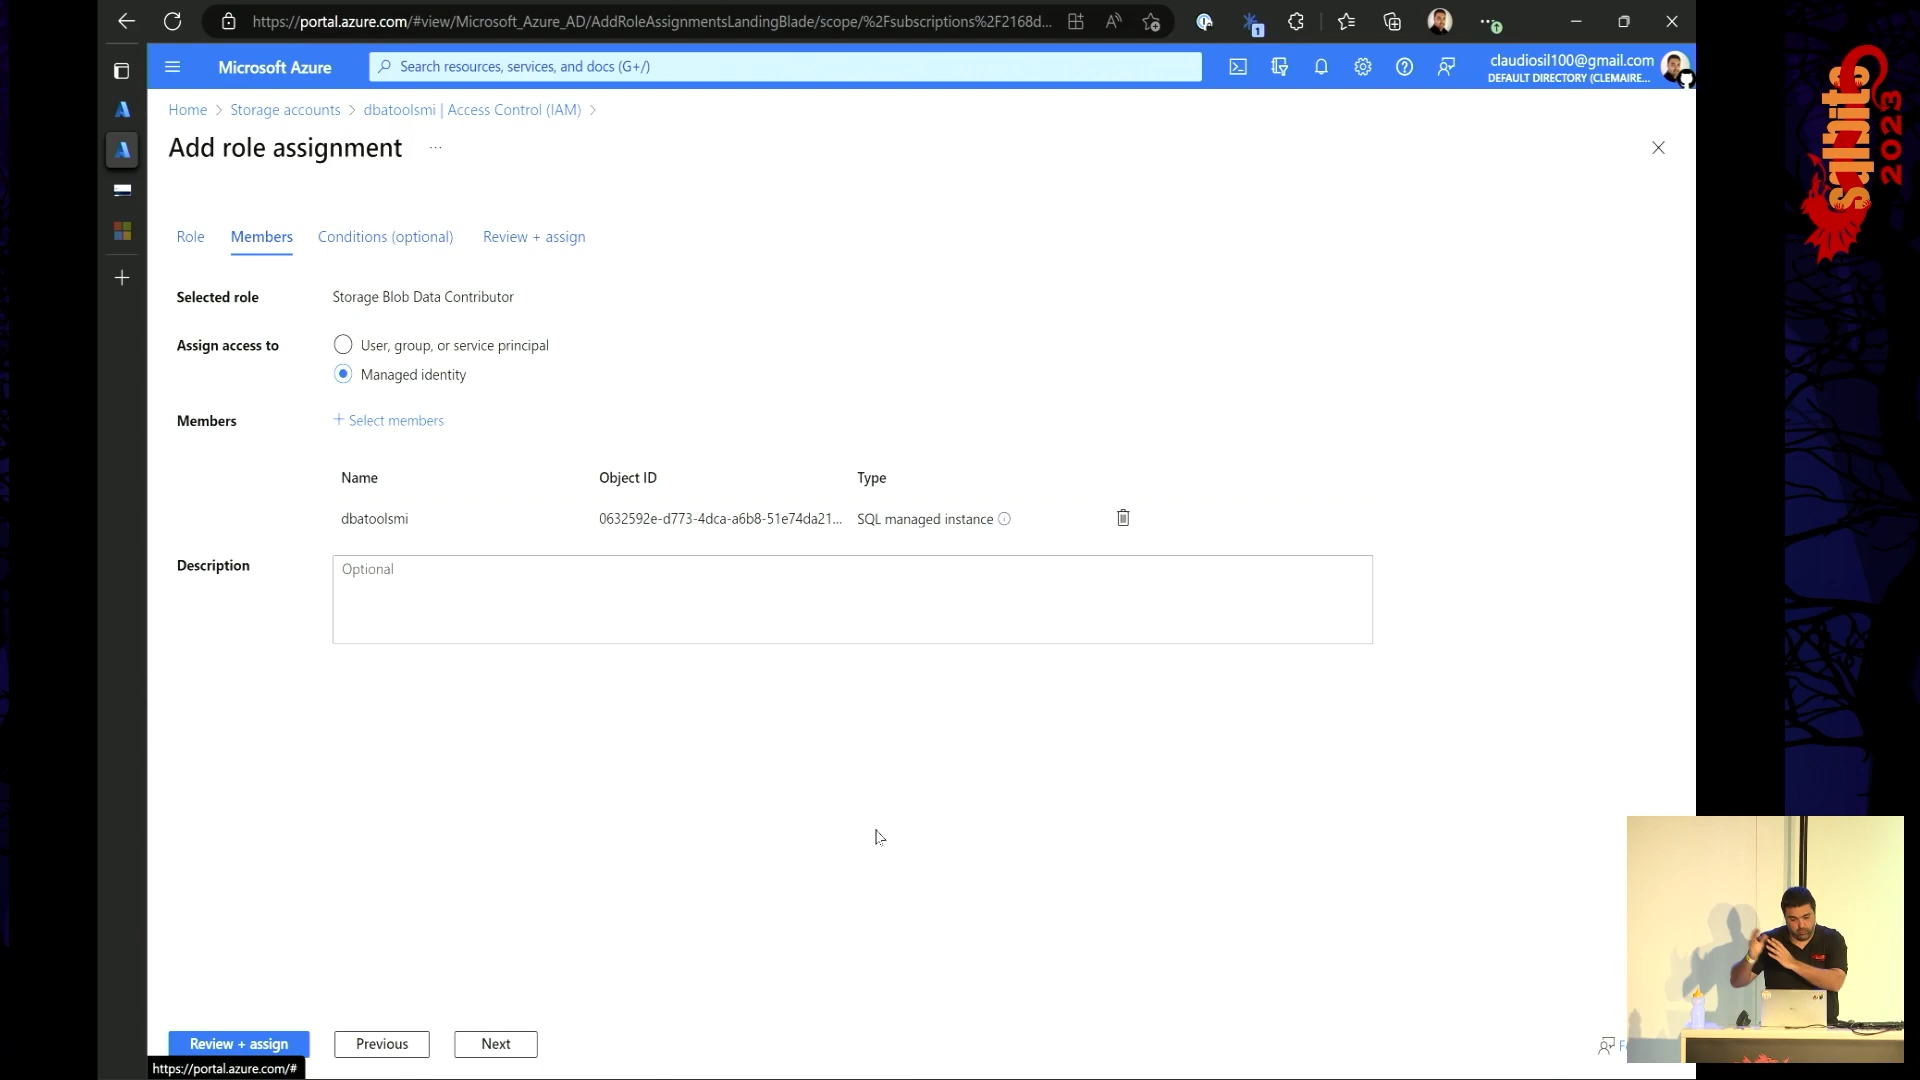 https://portal.azure.com/#view/Microsoft_Azure_AD/AddRoleAssignmentsLandingBlade/scope/%2Fsubscriptions%2F2168d...
1
Microsoft Azure
Search resources, services, and docs (G+/)
claudiosil100@gmail.com
DEFAULT DIRECTORY (CLEMAIRE...
Home > Storage accounts > dbatoolsmi | Access Control (IAM) >
Add role assignment ...
Role Members Conditions (optional) Review + assign
Selected role Storage Blob Data Contributor
Assign access to User, group, or service principal
Managed identity
Members + Select members
Name Object ID Type
dbatoolsmi 0632592e-d773-4dca-a6b8-51e74da21... SQL managed instance
Description Optional
Review + assign Previous Next
https://portal.azure.com/#
sqlbits
2023